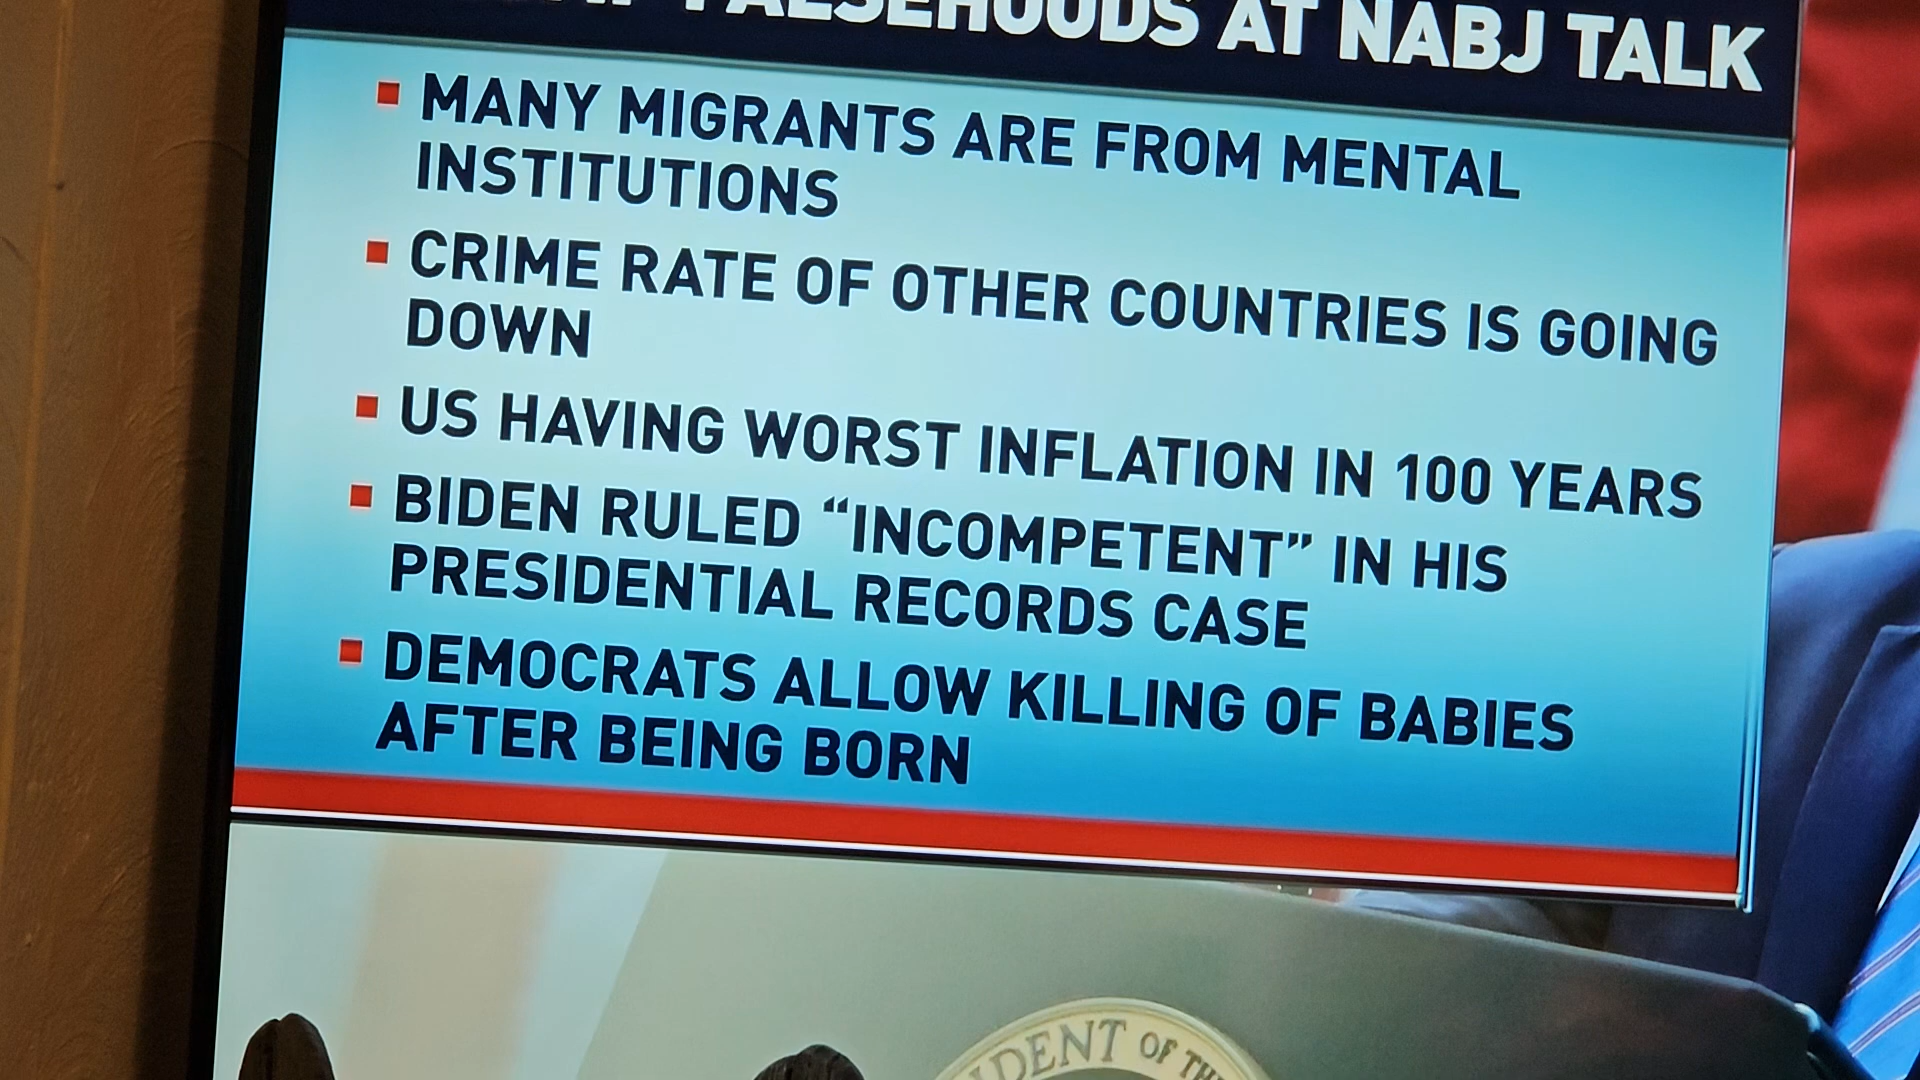 FALSEHOODS AT NABJ TALK
MANY MIGRANTS ARE FROM MENTAL
INSTITUTIONS
CRIME RATE OF OTHER COUNTRIES IS GOING
DOWN
US HAVING WORST INFLATION IN 100 YEARS
BIDEN RULED “INCOMPETENT” IN HIS
PRESIDENTIAL RECORDS CASE
DEMOCRATS ALLOW KILLING OF BABIES
AFTER BEING BORN
OF